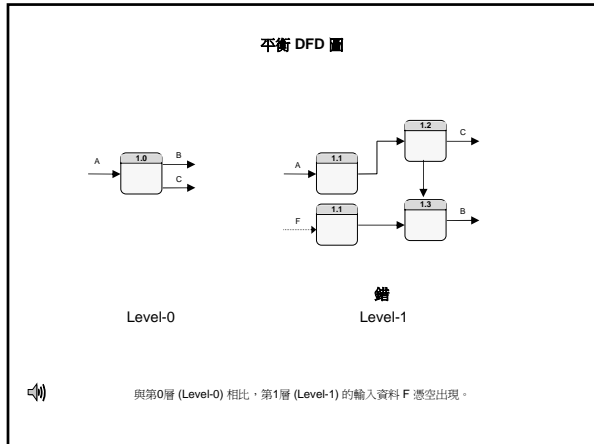 平衡 DFD 圖
A
1.0
B
C
A
1.1
1.2
C
F
1.1
1.3
B
錯
Level-0
Level-1
與第0層 (Level-0) 相比，第1層 (Level-1) 的輸入資料 F 憑空出現。